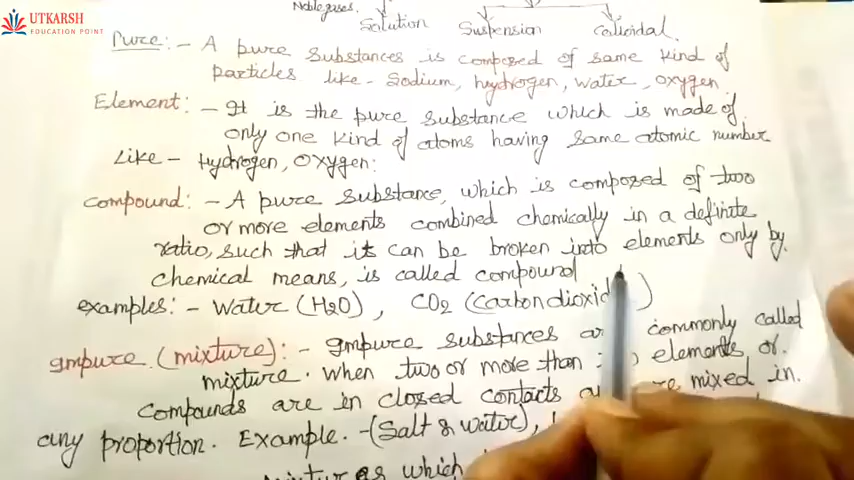 UTKARSH
EDUCATION POINT
Noble gases.
Solution Suspension Colloidal.
Pure: - A pure substances is composed of same kind of
particles like - Sodium, hydrogen, water, oxygen.
Element: - It is the pure substance which is made of
only one kind of atoms having same atomic number
Like - Hydrogen, Oxygen:
Compound: - A pure substance, which is composed of two
or more elements combined chemically in a definite
ratio, such that it can be broken into elements only by.
chemical means, is called compound
examples: - Water (H2O), CO2 (carbondioxid )
Impure (mixture): - Impure substances commonly called
mixture. When two or more than elements or.
compounds are in closed contacts mixed in.
any proportion. Example. - (Salt & water),
which